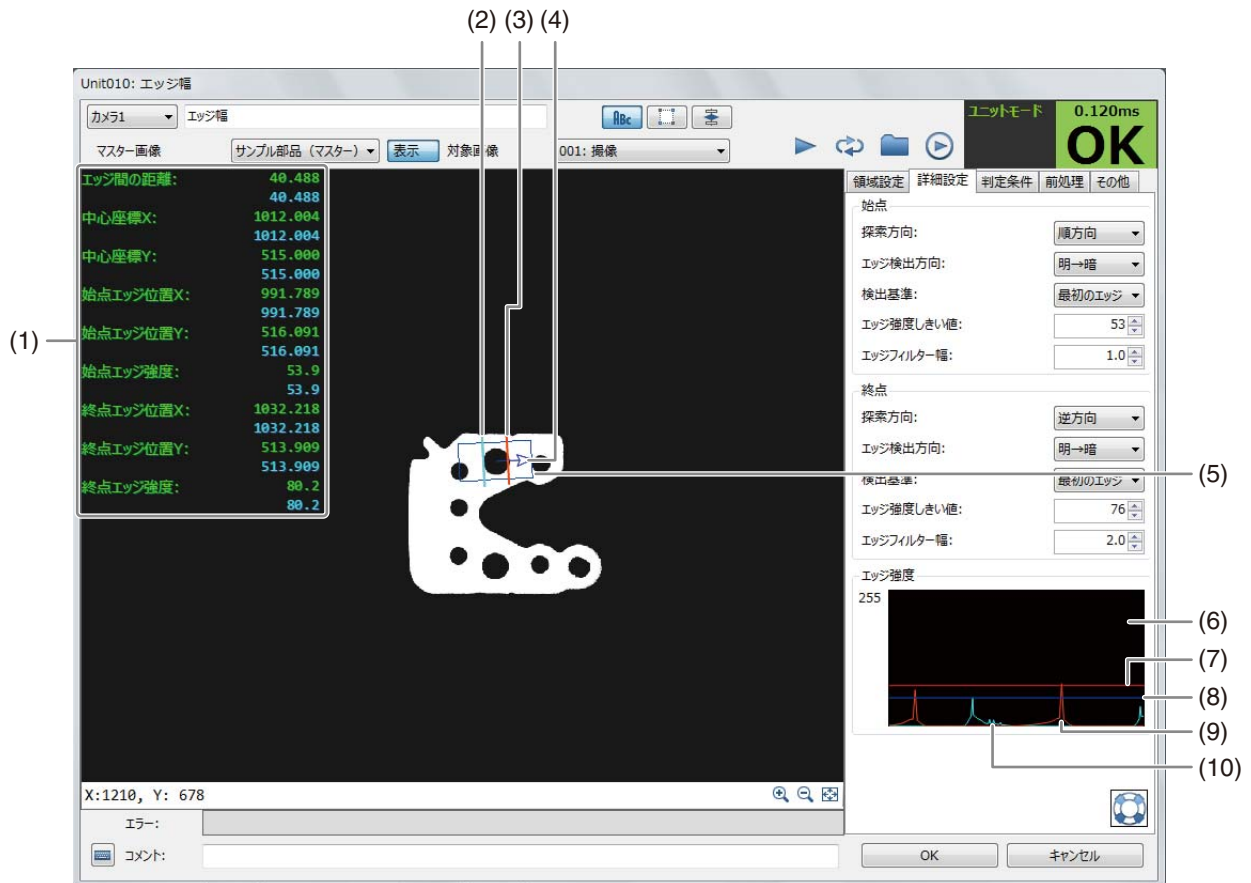 (2) (3) (4)
Unit010: エッジ幅
カメラ1 エッジ幅 ABc ユニットモード 0.120ms
OK
マスター画像 サンプル部品（マスター） 表示 対象画像 001: 撮像
領域設定 詳細設定 判定条件 前処理 その他
エッジ間の距離: 40.488
40.488
中心座標X: 1012.004
1012.004
中心座標Y: 515.000
515.000
始点エッジ位置X: 991.789
991.789
始点エッジ位置Y: 516.091
516.091
始点エッジ強度: 53.9
53.9
終点エッジ位置X: 1032.218
1032.218
終点エッジ位置Y: 513.909
513.909
終点エッジ強度: 80.2
80.2
(1)
始点
探索方向: 順方向
エッジ検出方向: 明→暗
検出基準: 最初のエッジ
エッジ強度しきい値: 53
エッジフィルター幅: 1.0
終点
探索方向: 逆方向
エッジ検出方向: 明→暗
検出基準: 最初のエッジ
エッジ強度しきい値: 76
エッジフィルター幅: 2.0
(5)
エッジ強度
255
(6)
(7)
(8)
(9)
(10)
X:1210, Y: 678
エラー:
コメント:
OK キャンセル